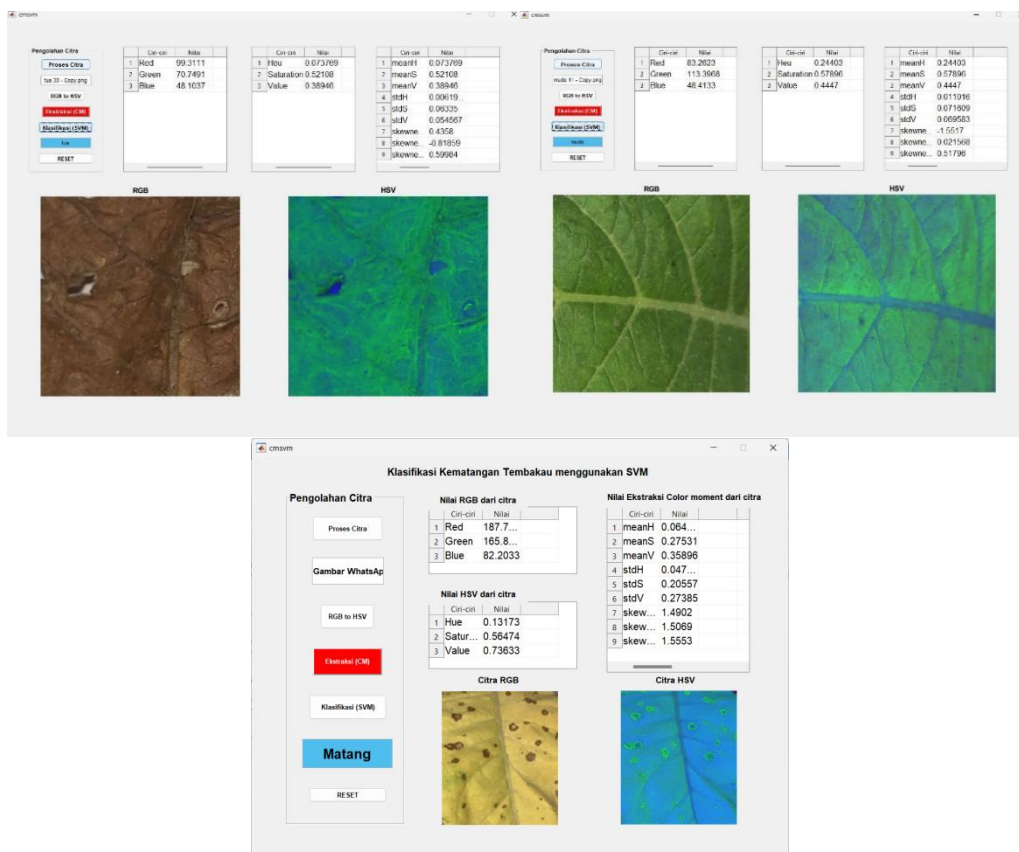 cmsvm
Pengolahan Citra
Proses Citra
tua 30 - Copy.png
RGB to HSV
Ekstraksi (CM)
Klasifikasi (SVM)
tua
RESET
Ciri-ciri Nilai
1 Red 99.3111
2 Green 70.7491
3 Blue 48.1037
Ciri-ciri Nilai
1 Heu 0.073769
2 Saturation 0.52108
3 Value 0.38946
Ciri-ciri Nilai
1 meanH 0.073769
2 meanS 0.52108
3 meanV 0.38946
4 stdH 0.00619...
5 stdS 0.06335
6 stdV 0.054567
7 skewne... 0.4358
8 skewne... -0.81859
9 skewne... 0.59984
RGB
HSV
cmsvm
Pengolahan Citra
Proses Citra
muda 11 - Copy.png
RGB to HSV
Ekstraksi (CM)
Klasifikasi (SVM)
muda
RESET
Ciri-ciri Nilai
1 Red 83.2623
2 Green 113.3968
3 Blue 48.4133
Ciri-ciri Nilai
1 Heu 0.24403
2 Saturation 0.57896
3 Value 0.4447
Ciri-ciri Nilai
1 meanH 0.24403
2 meanS 0.57896
3 meanV 0.4447
4 stdH 0.011016
5 stdS 0.071609
6 stdV 0.069583
7 skewne... -1.5517
8 skewne... 0.021568
9 skewne... 0.51796
RGB
HSV
cmsvm
Klasifikasi Kematangan Tembakau menggunakan SVM
Pengolahan Citra
Proses Citra
Gambar WhatsAp
RGB to HSV
Ekstraksi (CM)
Klasifikasi (SVM)
Matang
RESET
Nilai RGB dari citra
Ciri-ciri Nilai
1 Red 187.7...
2 Green 165.8...
3 Blue 82.2033
Nilai HSV dari citra
Ciri-ciri Nilai
1 Hue 0.13173
2 Satur... 0.56474
3 Value 0.73633
Nilai Ekstraksi Color moment dari citra
Ciri-ciri Nilai
1 meanH 0.064...
2 meanS 0.27531
3 meanV 0.35896
4 stdH 0.047...
5 stdS 0.20557
6 stdV 0.27385
7 skew... 1.4902
8 skew... 1.5069
9 skew... 1.5553
Citra RGB
Citra HSV